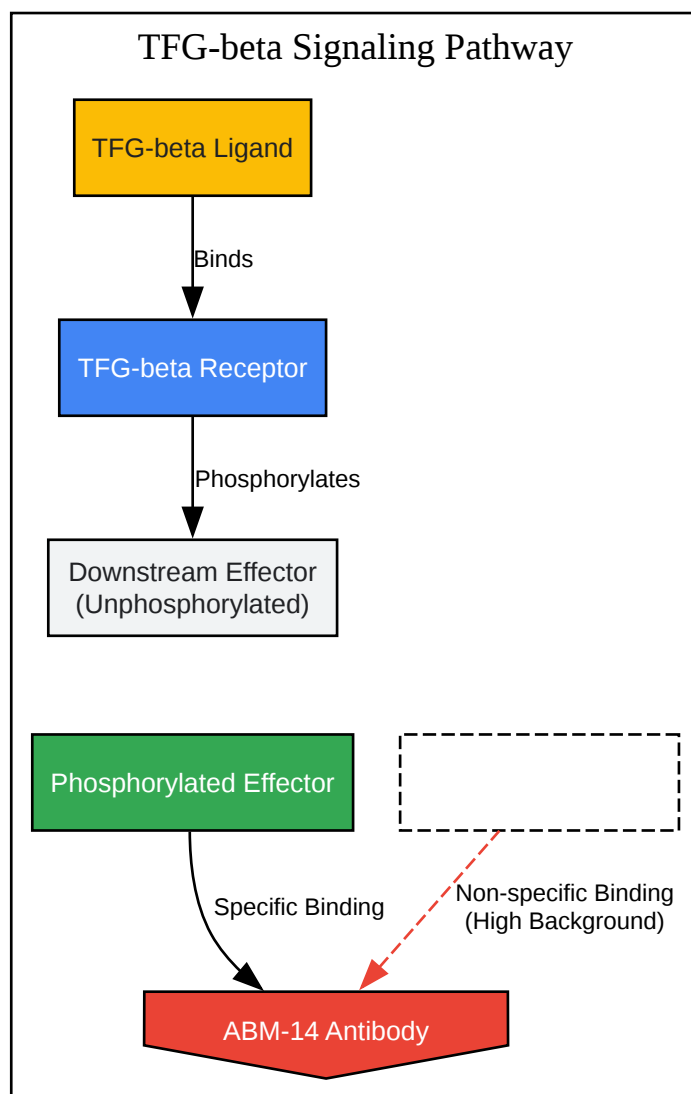 TFG-beta Signaling Pathway
TFG-beta Ligand
Binds
TFG-beta Receptor
Phosphorylates
Downstream Effector
(Unphosphorylated)
Phosphorylated Effector
Specific Binding
Non-specific Binding
(High Background)
ABM-14 Antibody